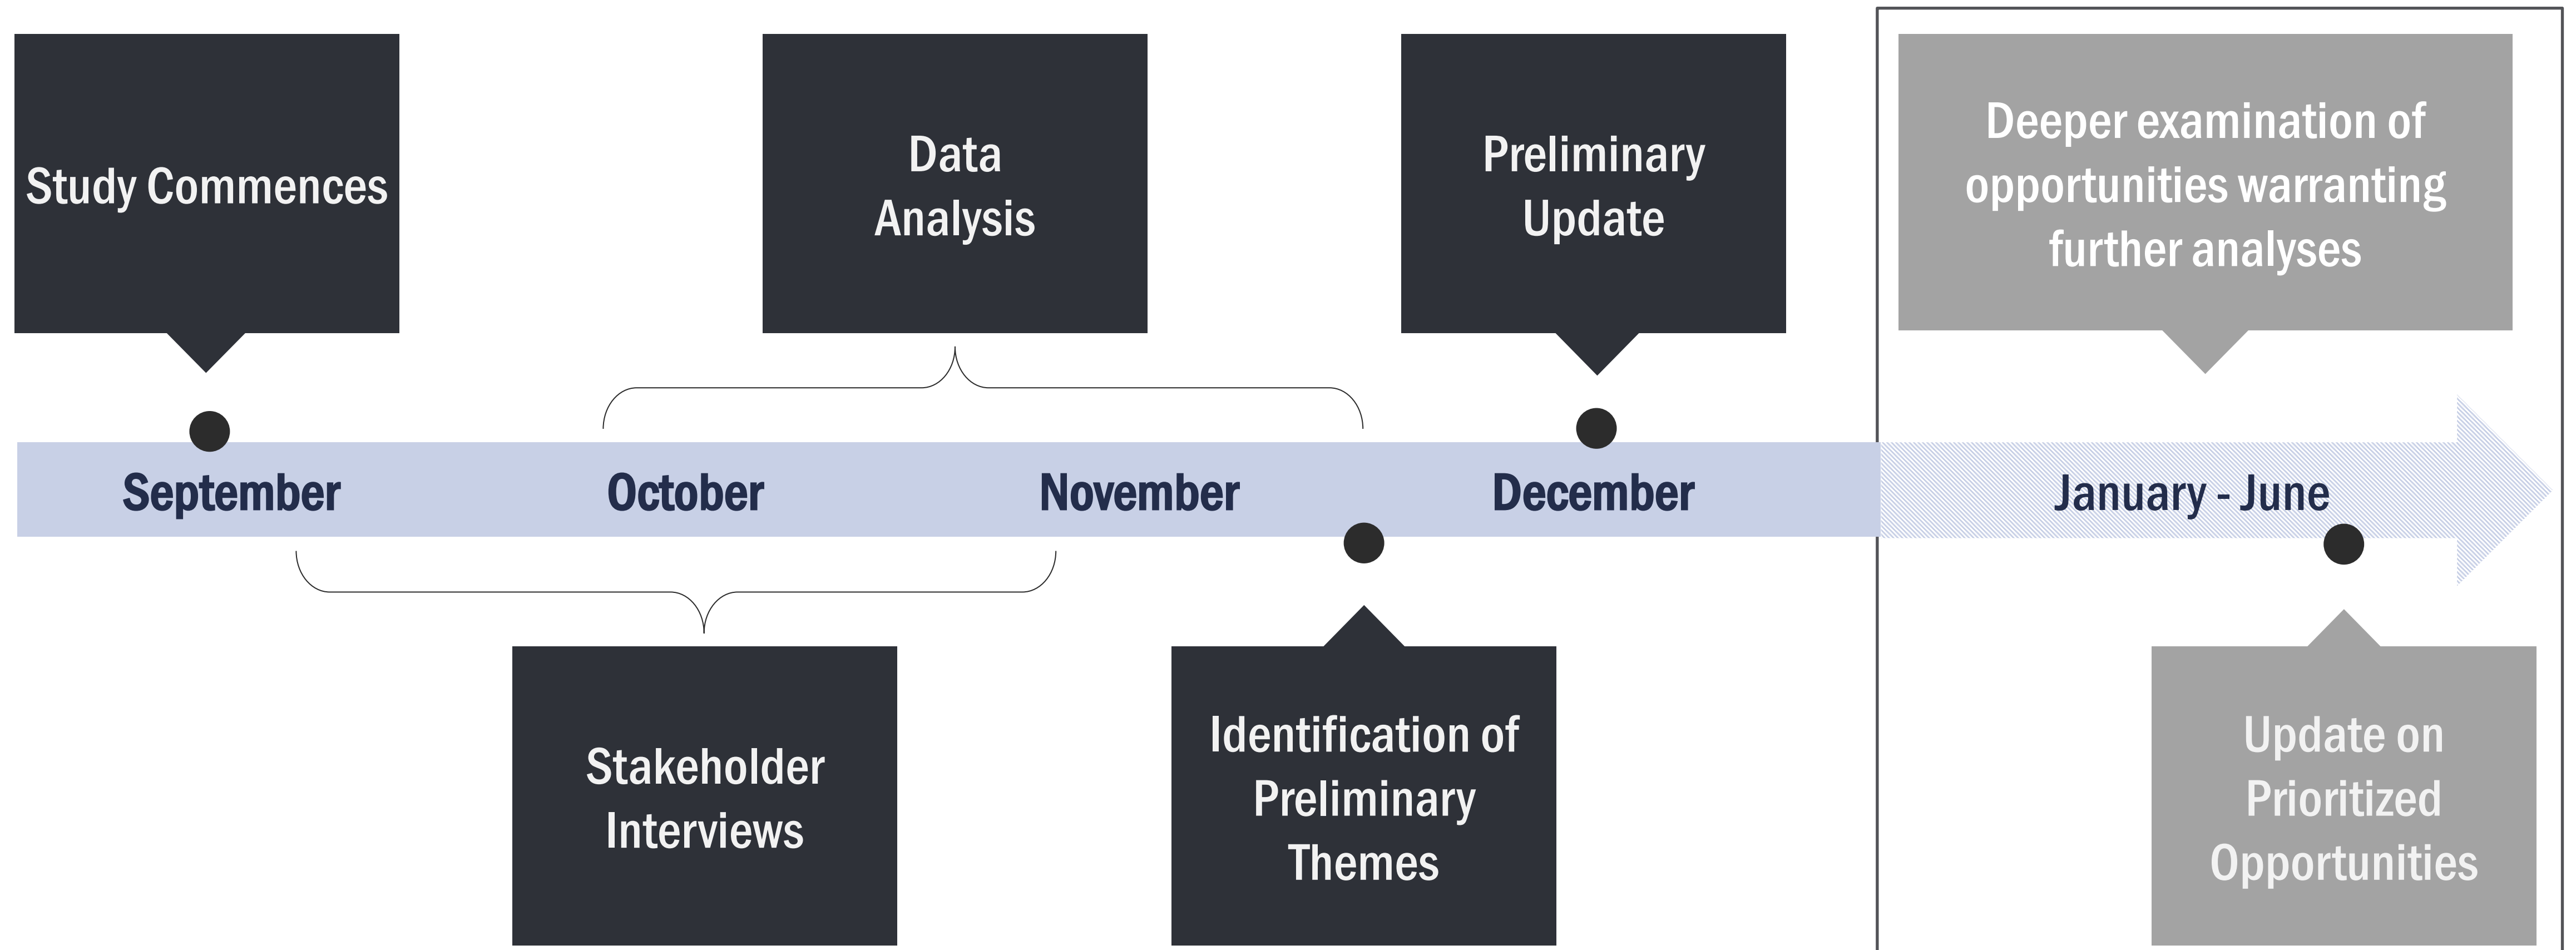 Study Commences
Data
Analysis
Preliminary
Update
Deeper examination of
opportunities warranting
further analyses
September
October
November
December
January - June
Stakeholder
Interviews
Identification of
Preliminary
Themes
Update on
Prioritized
Opportunities